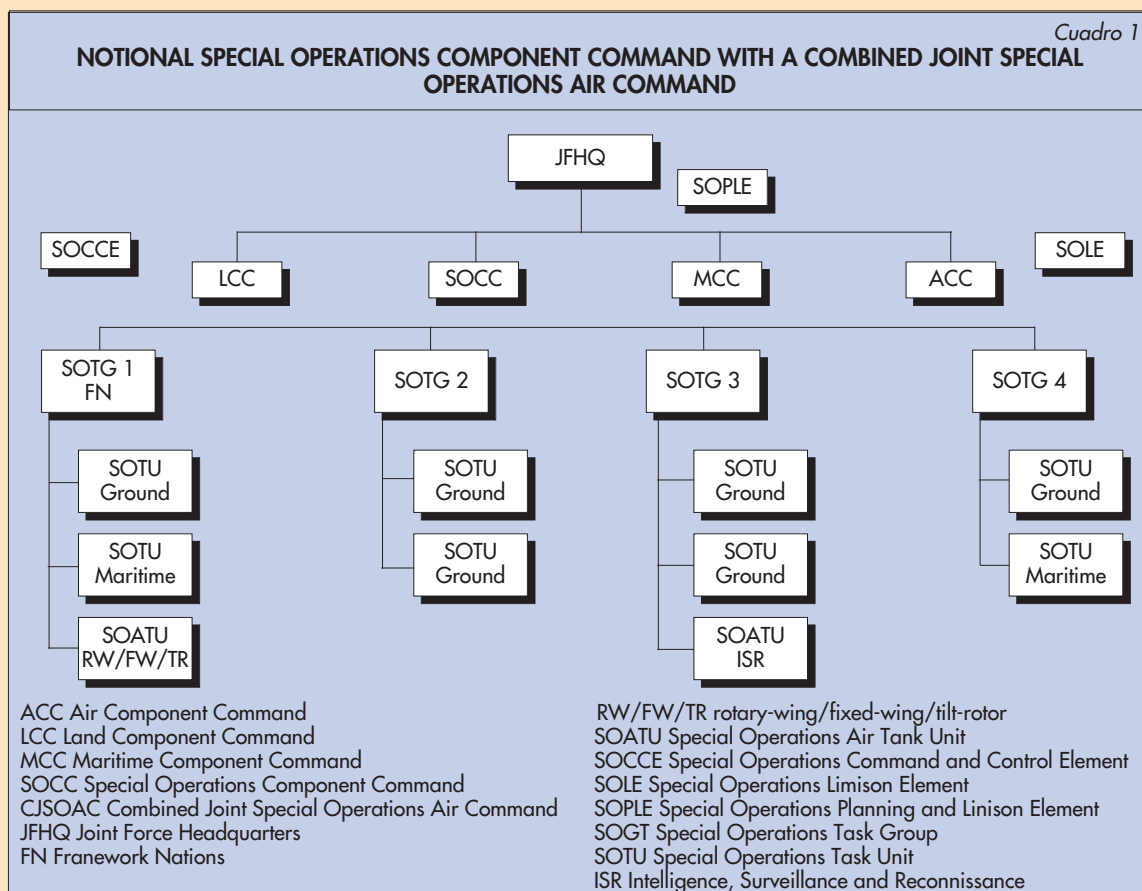 Cuadro 1
NOTIONAL SPECIAL OPERATIONS COMPONENT COMMAND WITH A COMBINED JOINT SPECIAL
OPERATIONS AIR COMMAND
JFHQ
SOPLE
SOCCE
SOLE
LCC
SOCC
MCC
ACC
SOTG 1
FN
SOTG 2
SOTG 3
SOTG 4
SOTU
Ground
SOTU
Ground
SOTU
Ground
SOTU
Ground
SOTU
Maritime
SOTU
Ground
SOTU
Ground
SOTU
Maritime
SOATU
RW/FW/TR
SOATU
ISR
ACC Air Component Command
LCC Land Component Command
MCC Maritime Component Command
SOCC Special Operations Component Command
CJSOAC Combined Joint Special Operations Air Command
JFHQ Joint Force Headquarters
FN Franework Nations
RW/FW/TR rotary-wing/fixed-wing/tilt-rotor
SOATU Special Operations Air Tank Unit
SOCCE Special Operations Command and Control Element
SOLE Special Operations Limison Element
SOPLE Special Operations Planning and Linison Element
SOGT Special Operations Task Group
SOTU Special Operations Task Unit
ISR Intelligence, Surveillance and Reconnissance